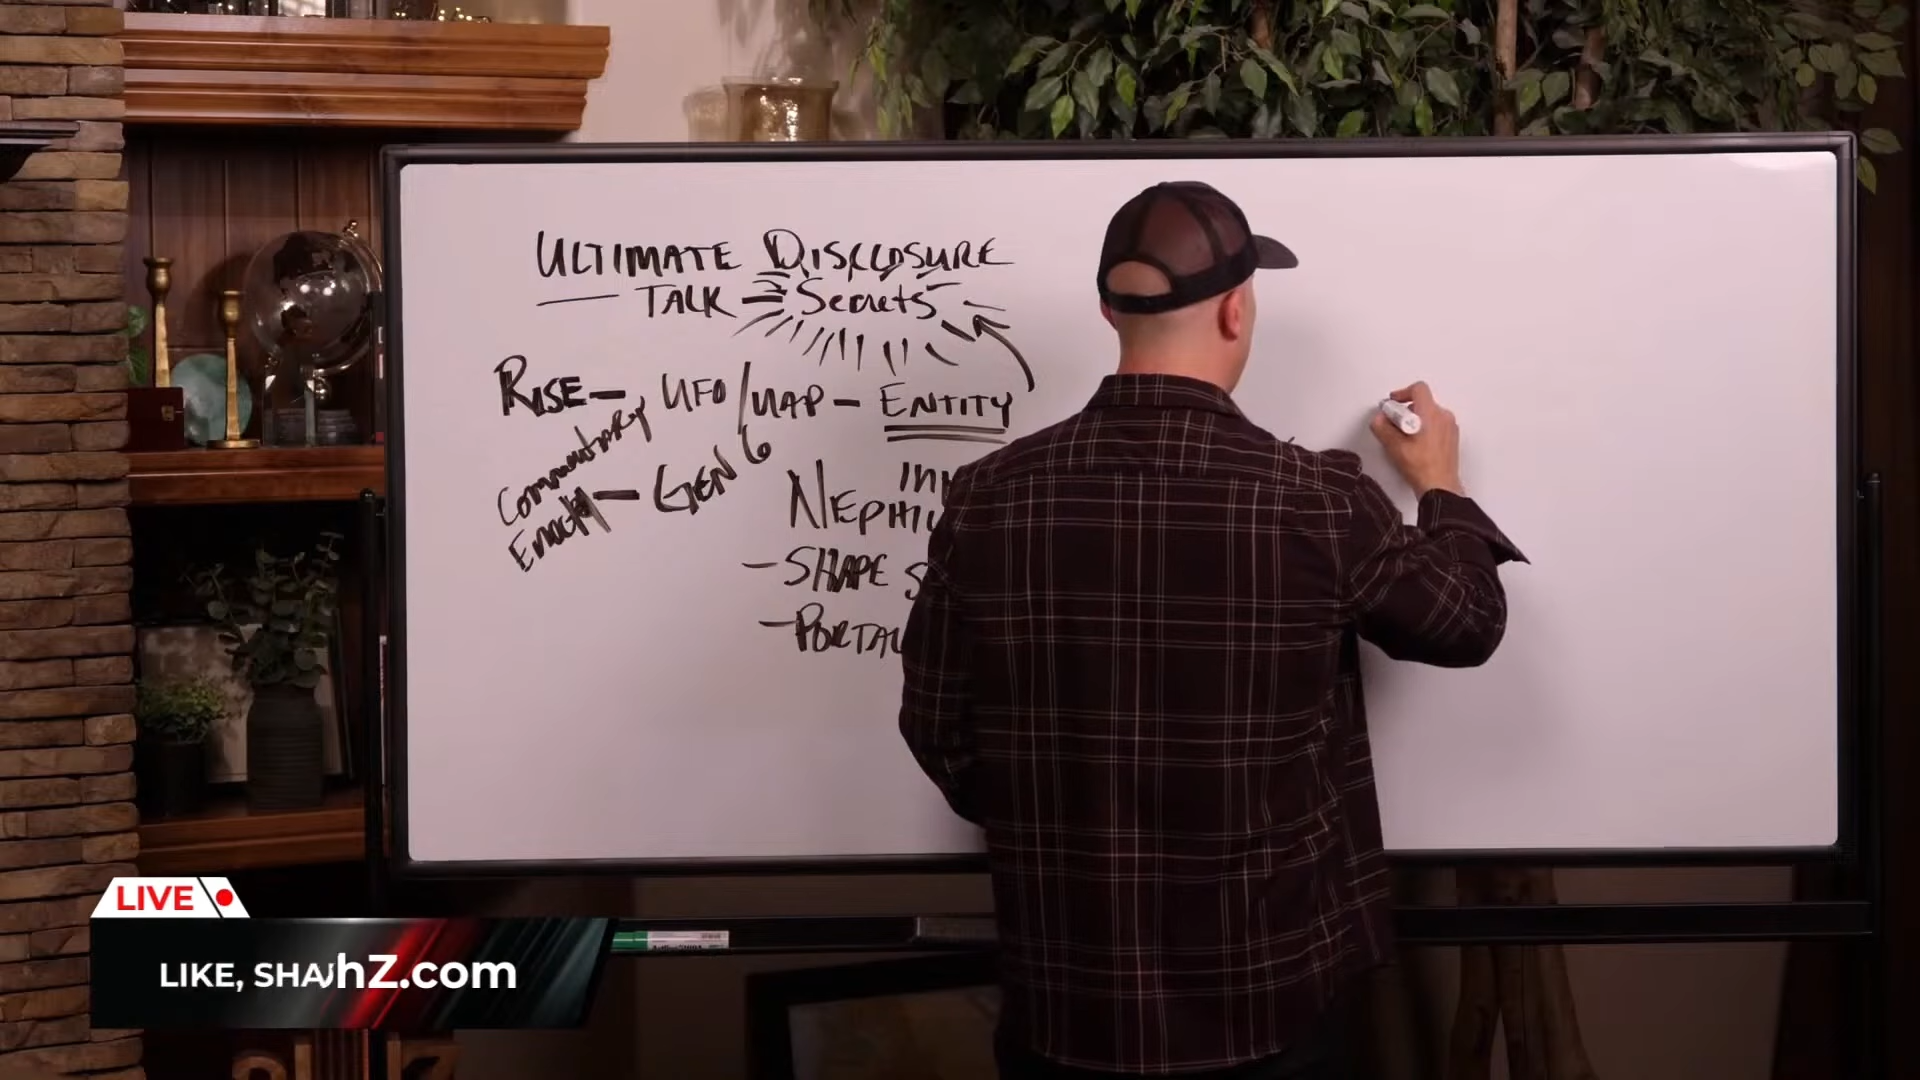 ULTIMATE DISCLOSURE
TALK = Secrets
RISE — UFO/UAP — ENTITY
Commentary
Enoch — GEN 6
NEPHIL
- SHAPE S
- PORTAL
LIVE
LIKE, SHA
hZ.com